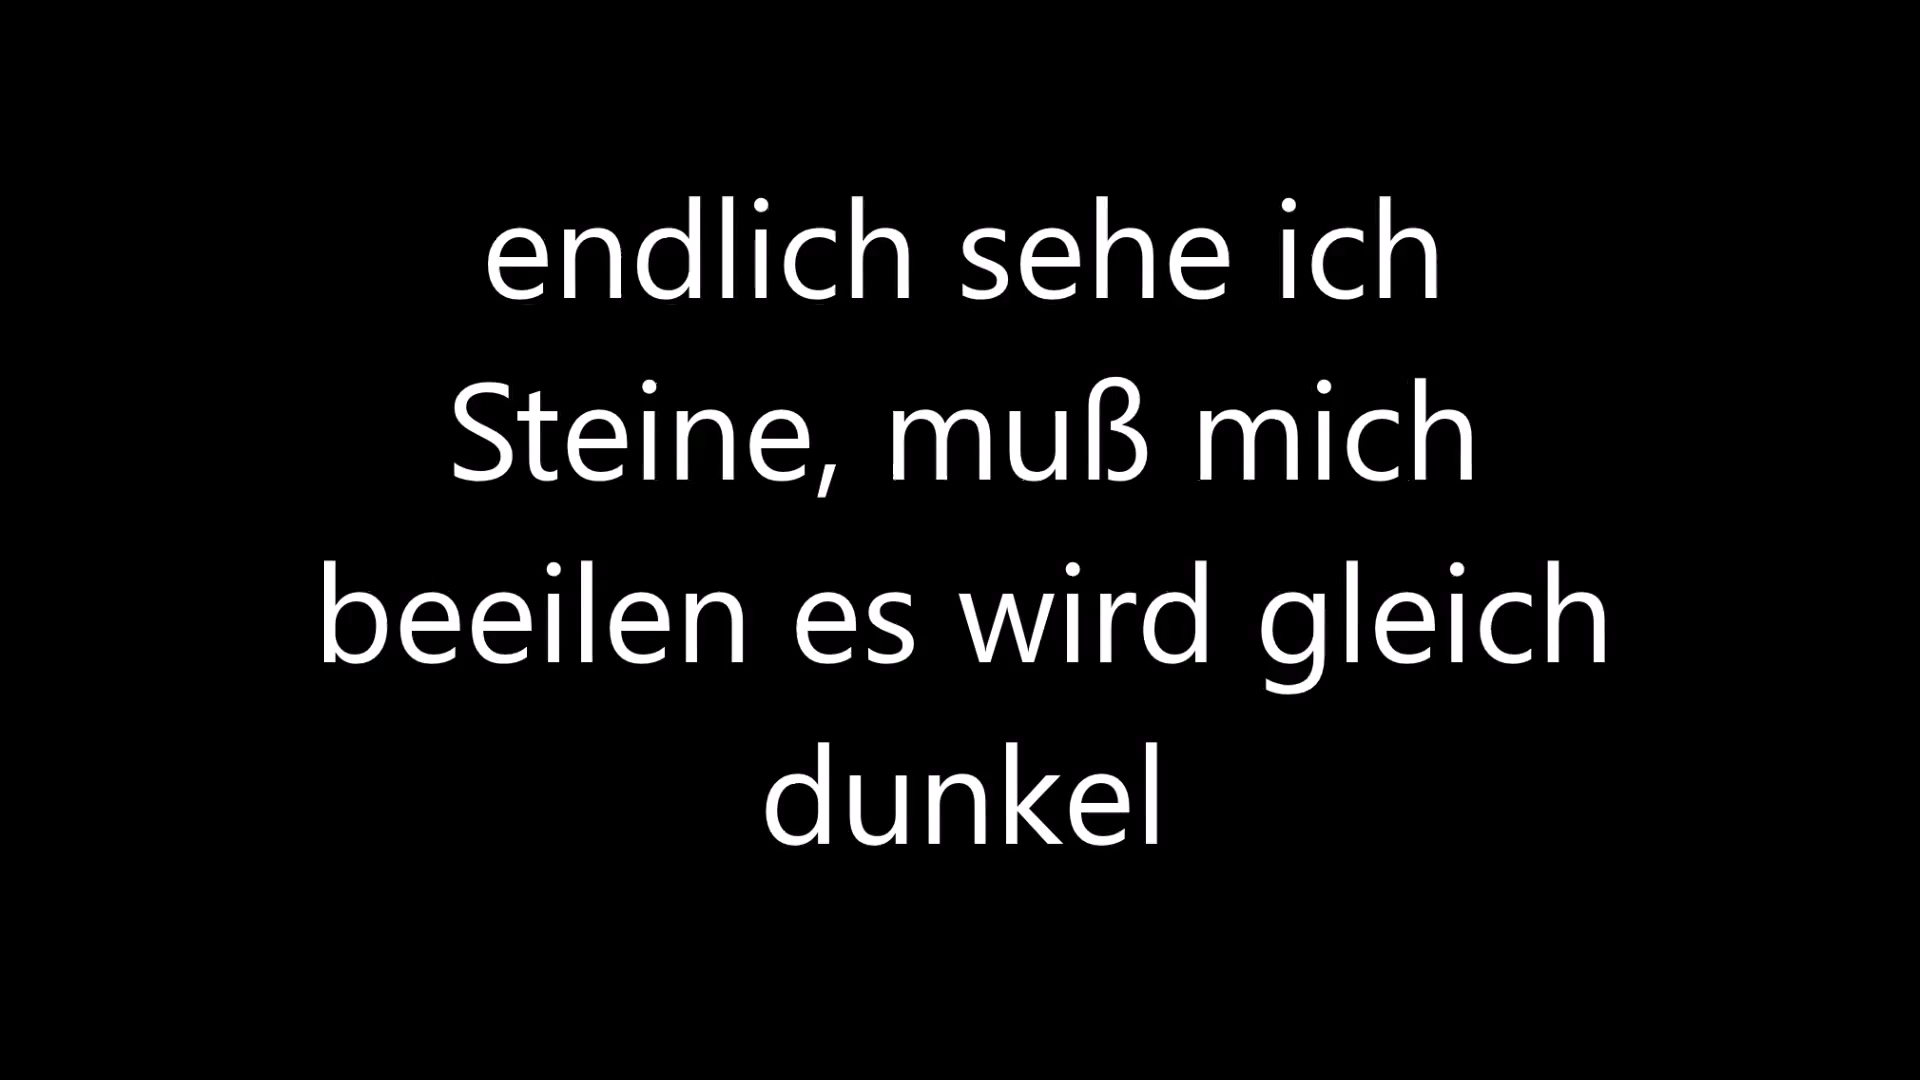 endlich sehe ich
Steine, muß mich
beeilen es wird gleich
dunkel